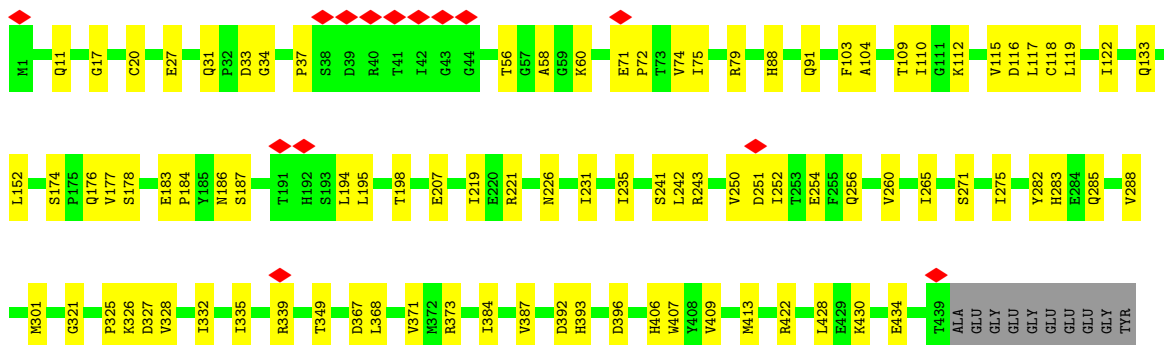 M1 Q11 G17 C20 E27 Q31 P32 D33 G34 P37 S38 D39 R40 T41 I42 G43 G44 T56 G57 A58 G59 K60 E71 P72 T73 V74 I75 R79 H88 Q91 F103 A104 T109 I110 G111 K112 V115 D116 L117 C118 L119 I122 Q133
L152 S174 P175 Q176 V177 S178 E183 P184 Y185 N186 S187 T191 H192 S193 L194 L195 T198 E207 I219 E220 R221 N226 I231 I235 S241 L242 R243 V250 D251 I252 T253 E254 F255 Q256 V260 I265 S271 I275 Y282 H283 E284 Q285 V288
M301 G321 P325 K326 D327 V328 I332 I335 R339 T349 D367 L368 V371 M372 R373 I384 V387 D392 H393 D396 H406 W407 Y408 V409 M413 R422 L428 E429 K430 E434 T439 ALA GLU GLY GLU GLY GLU GLU GLU GLY TYR